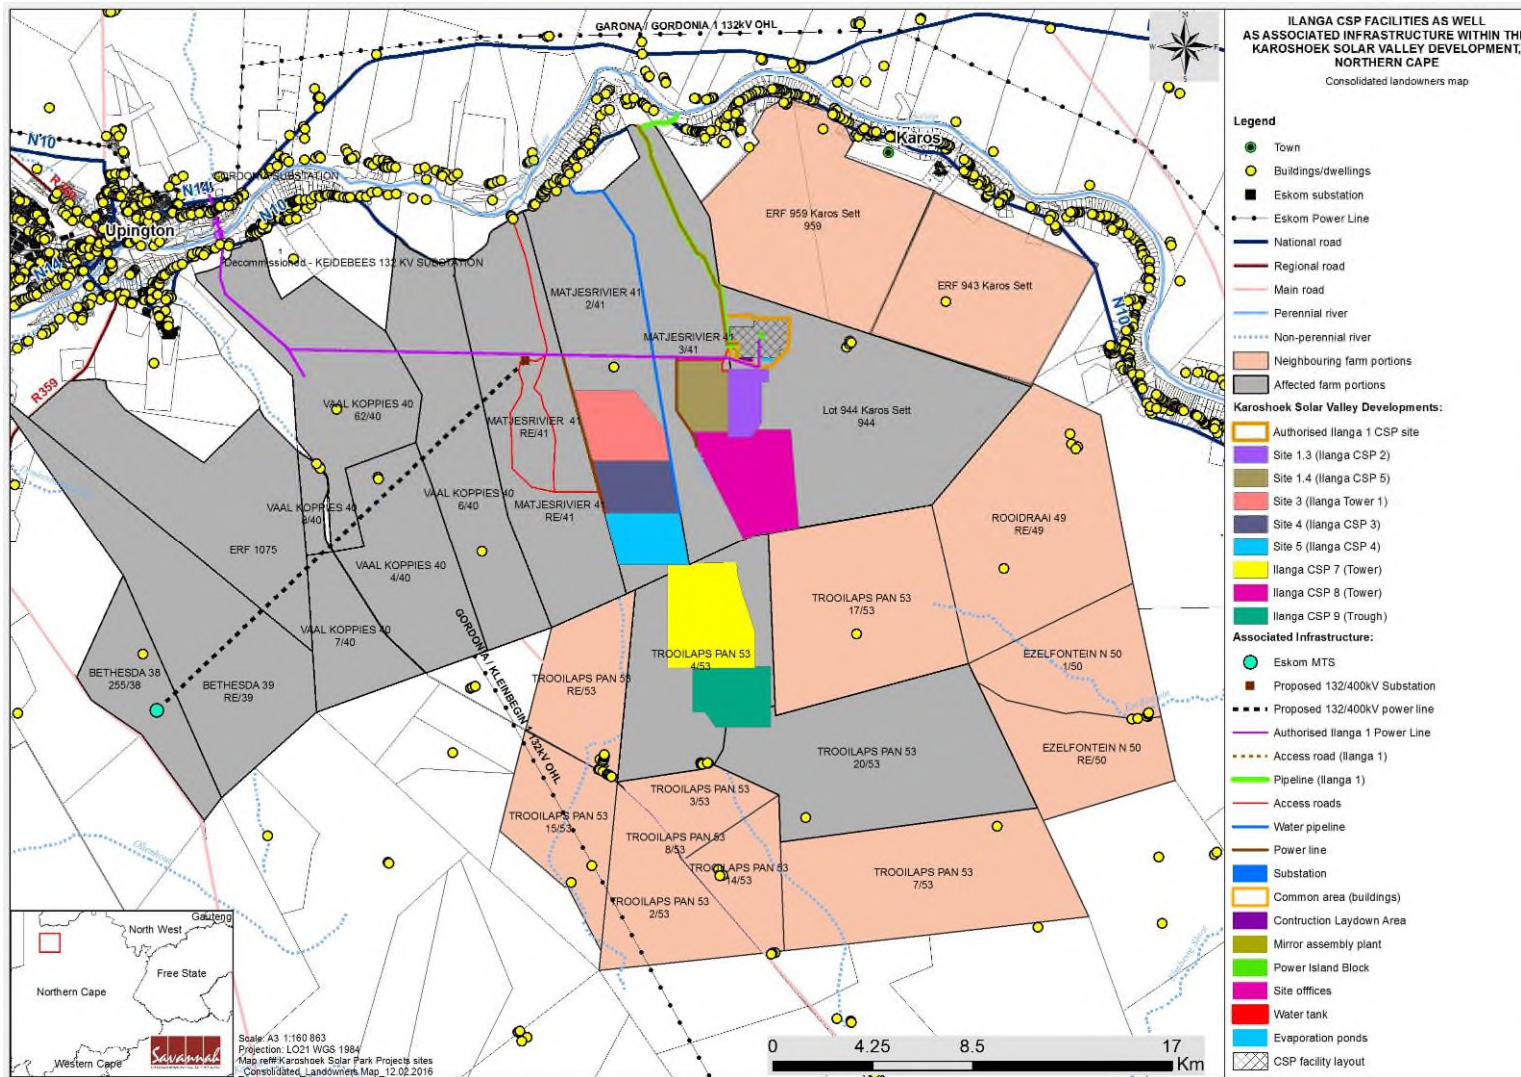 GARONA / GORDONIA 1 132kV OHL
N10
Karos
GORDONIA SUBSTATION
N14
N10
Upington
N14
Decommissioned - KEIDEBEES 132 KV SUBSTATION
ERF 959 Karos Sett
959
ERF 943 Karos Sett
N10
MATJESRIVIER 41
2/41
MATJESRIVIER 41
3/41
R359
VAAL KOPPIES 40
62/40
MATJESRIVIER 41
RE/41
Lot 944 Karos Sett
944
VAAL KOPPIES 40
6/40
MATJESRIVIER 41
RE/41
VAAL KOPPIES 40
ERF 1075
VAAL KOPPIES 40
4/40
ROOIDRAAI 49
RE/49
TROOILAPS PAN 53
17/53
VAAL KOPPIES 40
7/40
GORDONIA / KLEINBEGIN 1 132kV OHL
TROOILAPS PAN 53
4/53
EZELFONTEIN N 50
1/50
BETHESDA 38
255/38
BETHESDA 39
RE/39
TROOILAPS PAN 53
RE/53
TROOILAPS PAN 53
20/53
EZELFONTEIN N 50
RE/50
TROOILAPS PAN 53
3/53
TROOILAPS PAN 53
15/53
TROOILAPS PAN 53
8/53
TROOILAPS PAN 53
14/53
TROOILAPS PAN 53
7/53
TROOILAPS PAN 53
2/53
Gauteng
North West
Free State
Northern Cape
Western Cape
Savannah
Scale: A3 1:160 863
Projection: LO21 WGS 1984
Map ref#:Karoshoek Solar Park Projects sites
_Consolidated_Landowners Map_12.02.2016
0 4.25 8.5 17
Km
ILANGA CSP FACILITIES AS WELL
AS ASSOCIATED INFRASTRUCTURE WITHIN THE
KAROSHOEK SOLAR VALLEY DEVELOPMENT,
NORTHERN CAPE
Consolidated landowners map
Legend
Town
Buildings/dwellings
Eskom substation
Eskom Power Line
National road
Regional road
Main road
Perennial river
Non-perennial river
Neighbouring farm portions
Affected farm portions
Karoshoek Solar Valley Developments:
Authorised Ilanga 1 CSP site
Site 1.3 (Ilanga CSP 2)
Site 1.4 (Ilanga CSP 5)
Site 3 (Ilanga Tower 1)
Site 4 (Ilanga CSP 3)
Site 5 (Ilanga CSP 4)
Ilanga CSP 7 (Tower)
Ilanga CSP 8 (Tower)
Ilanga CSP 9 (Trough)
Associated Infrastructure:
Eskom MTS
Proposed 132/400kV Substation
Proposed 132/400kV power line
Authorised Ilanga 1 Power Line
Access road (Ilanga 1)
Pipeline (Ilanga 1)
Access roads
Water pipeline
Power line
Substation
Common area (buildings)
Contruction Laydown Area
Mirror assembly plant
Power Island Block
Site offices
Water tank
Evaporation ponds
CSP facility layout